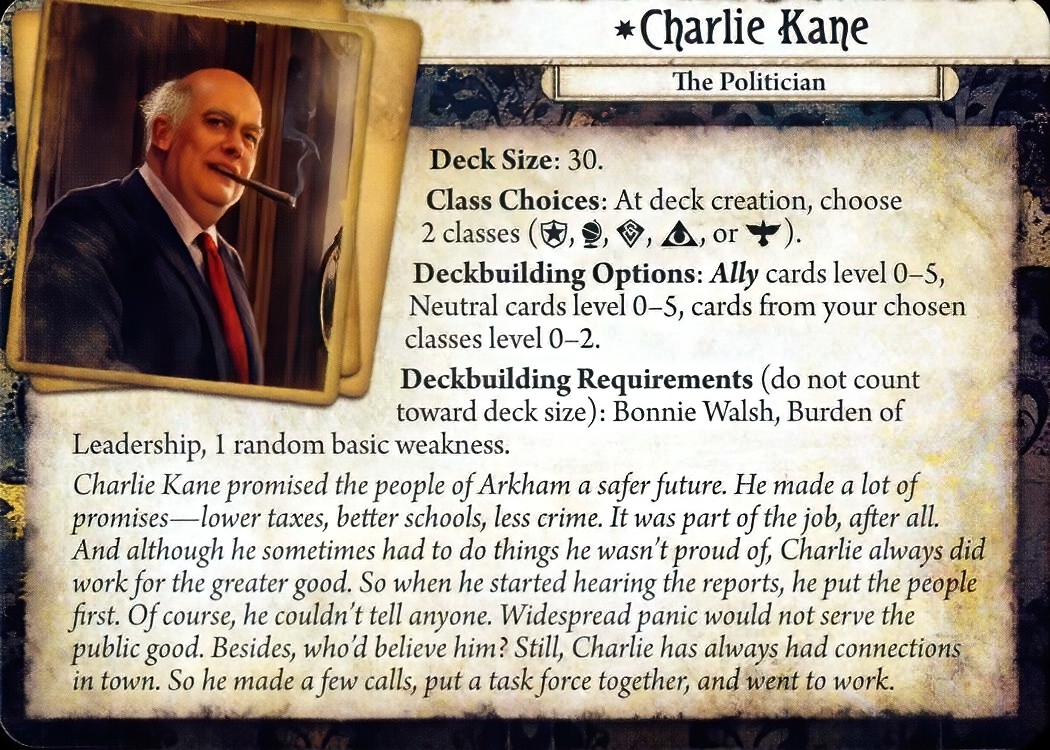 Charlie Kane
The Politician
Deck Size: 30.
Class Choices: At deck creation, choose
2 classes ( , , , , or ).
Deckbuilding Options: Ally cards level 0–5,
Neutral cards level 0–5, cards from your chosen
classes level 0–2.
Deckbuilding Requirements (do not count
toward deck size): Bonnie Walsh, Burden of
Leadership, 1 random basic weakness.
Charlie Kane promised the people of Arkham a safer future. He made a lot of
promises—lower taxes, better schools, less crime. It was part of the job, after all.
And although he sometimes had to do things he wasn't proud of, Charlie always did
work for the greater good. So when he started hearing the reports, he put the people
first. Of course, he couldn't tell anyone. Widespread panic would not serve the
public good. Besides, who'd believe him? Still, Charlie has always had connections
in town. So he made a few calls, put a task force together, and went to work.